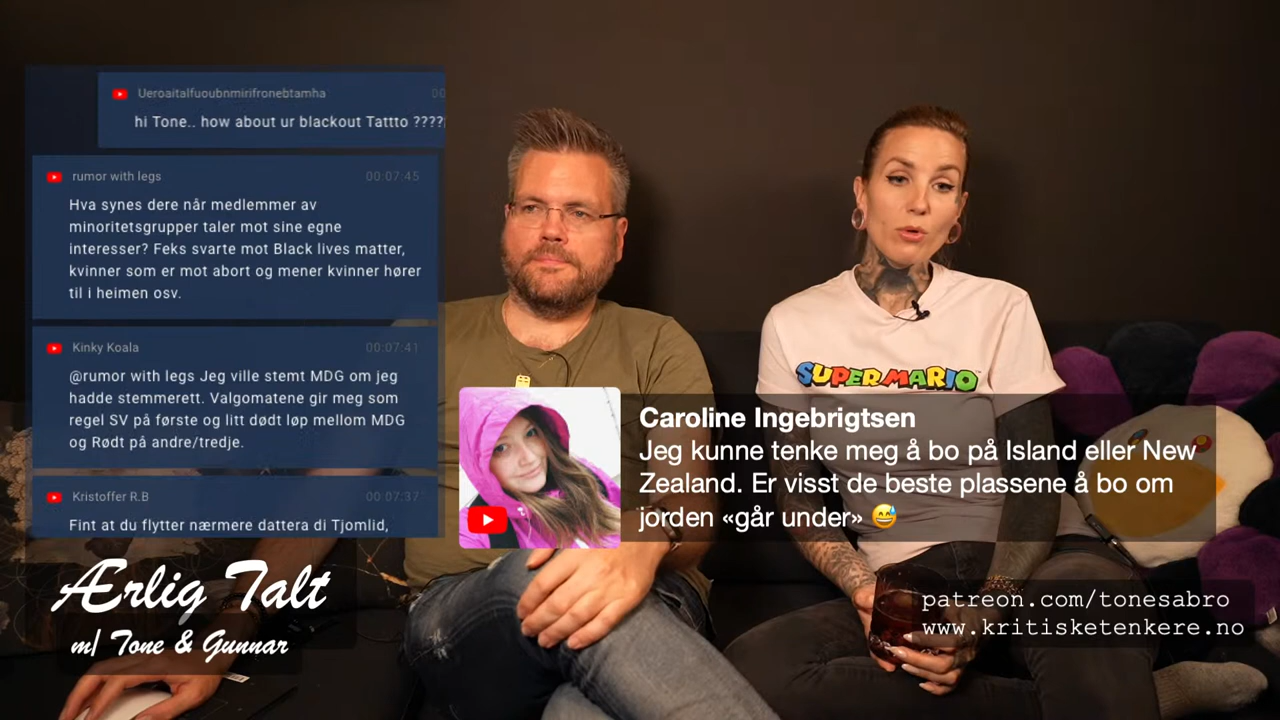 Ueroaitalfuoubnmirifronebtamha
00
hi Tone.. how about ur blackout Tattto ????
rumor with legs
00:07:45
Hva synes dere når medlemmer av
minoritetsgrupper taler mot sine egne
interesser? Feks svarte mot Black lives matter,
kvinner som er mot abort og mener kvinner hører
til i heimen osv.
Kinky Koala
00:07:41
@rumor with legs Jeg ville stemt MDG om jeg
hadde stemmerett. Valgomatene gir meg som
regel SV på første og litt dødt løp mellom MDG
og Rødt på andre/tredje.
Kristoffer R.B
00:07:37
Fint at du flytter nærmere dattera di Tjomlid,
SUPER MARIO
Caroline Ingebrigtsen
Jeg kunne tenke meg å bo på Island eller New
Zealand. Er visst de beste plassene å bo om
jorden «går under» 😅
Ærlig Talt
m/ Tone & Gunnar
patreon.com/tonesabro
www.kritisketenkere.no